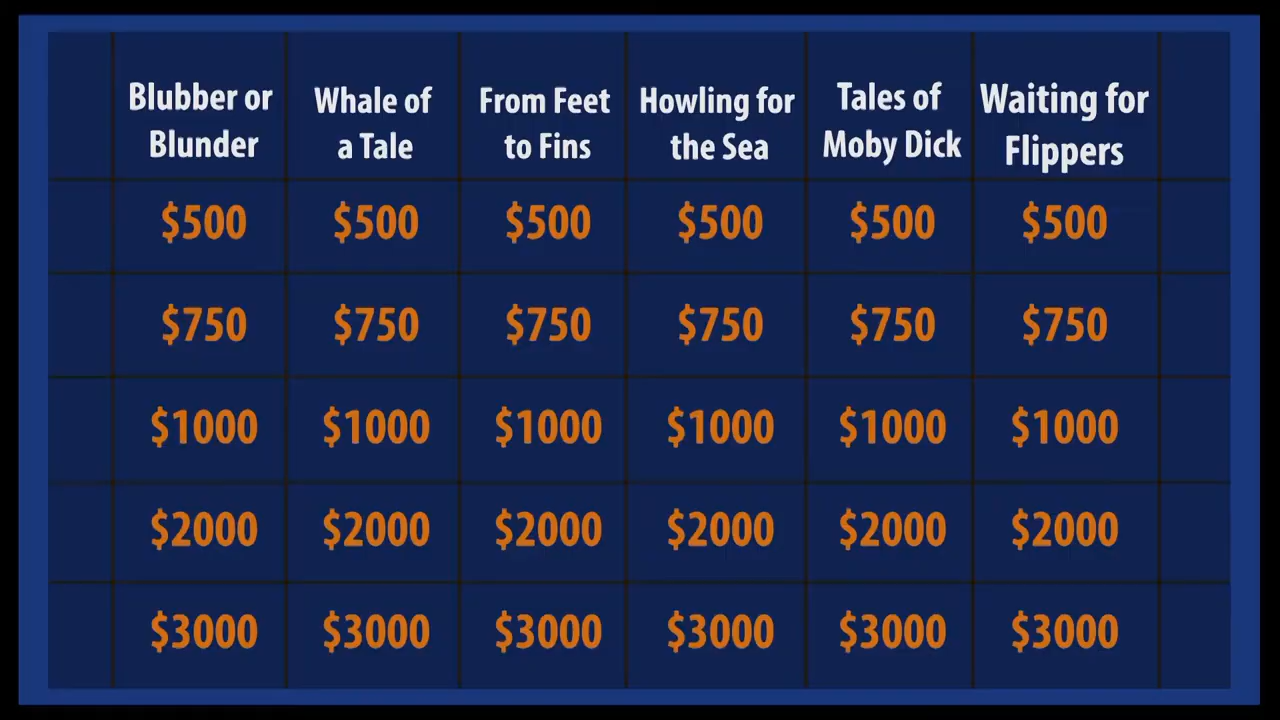 Blubber or
Blunder
Whale of
a Tale
From Feet
to Fins
Howling for
the Sea
Tales of
Moby Dick
Waiting for
Flippers
$500 $500 $500 $500 $500 $500
$750 $750 $750 $750 $750 $750
$1000 $1000 $1000 $1000 $1000 $1000
$2000 $2000 $2000 $2000 $2000 $2000
$3000 $3000 $3000 $3000 $3000 $3000